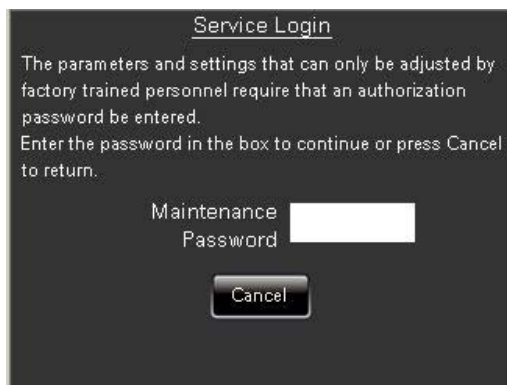 Service Login
The parameters and settings that can only be adjusted by
factory trained personnel require that an authorization
password be entered.
Enter the password in the box to continue or press Cancel
to return.
Maintenance
Password
Cancel